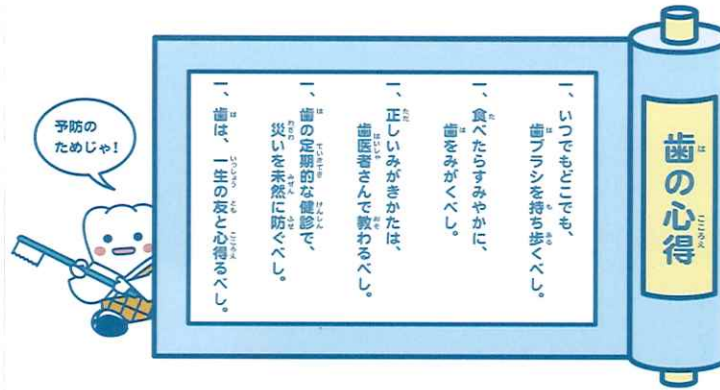 歯の心得
一、いつでもどこでも、
歯ブラシを持ち歩くべし。
一、食べたらすみやかに、
歯をみがくべし。
一、正しいみがきかたは、
歯医者さんで教わるべし。
一、歯の定期的な健診で、
災いを未然に防ぐべし。
一、歯は、一生の友と心得るべし。
予防の
ためじゃ!